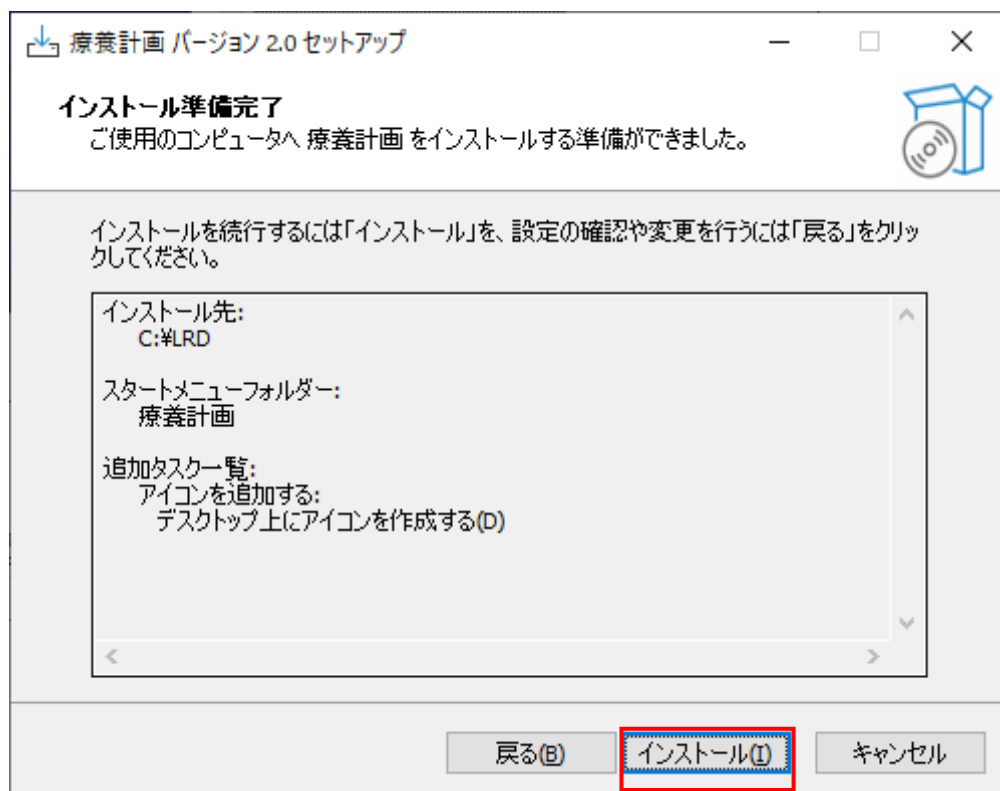 療養計画 バージョン 2.0 セットアップ
インストール準備完了
ご使用のコンピュータへ 療養計画 をインストールする準備ができました。
インストールを続行するには「インストール」を、設定の確認や変更を行うには「戻る」をクリッ
クしてください。
インストール先:
C:¥LRD
スタートメニューフォルダー:
療養計画
追加タスク一覧:
アイコンを追加する:
デスクトップ上にアイコンを作成する(D)
戻る(B)
インストール(I)
キャンセル